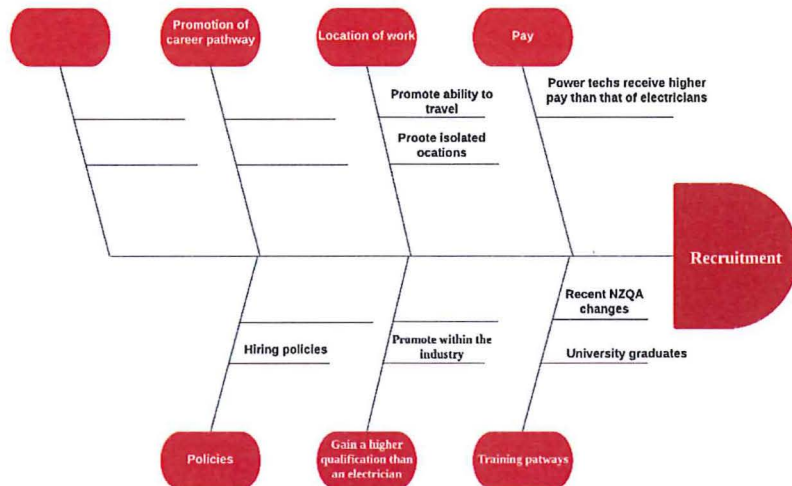 Promotion of
career pathway
Location of work
Pay
Promote ability to
travel
Proote isolated
ocations
Power techs receive higher
pay than that of electricians
Recruitment
Recent NZQA
changes
University graduates
Promote within the
industry
Hiring policies
Policies
Gain a higher
qualification than
an electrician
Training patways